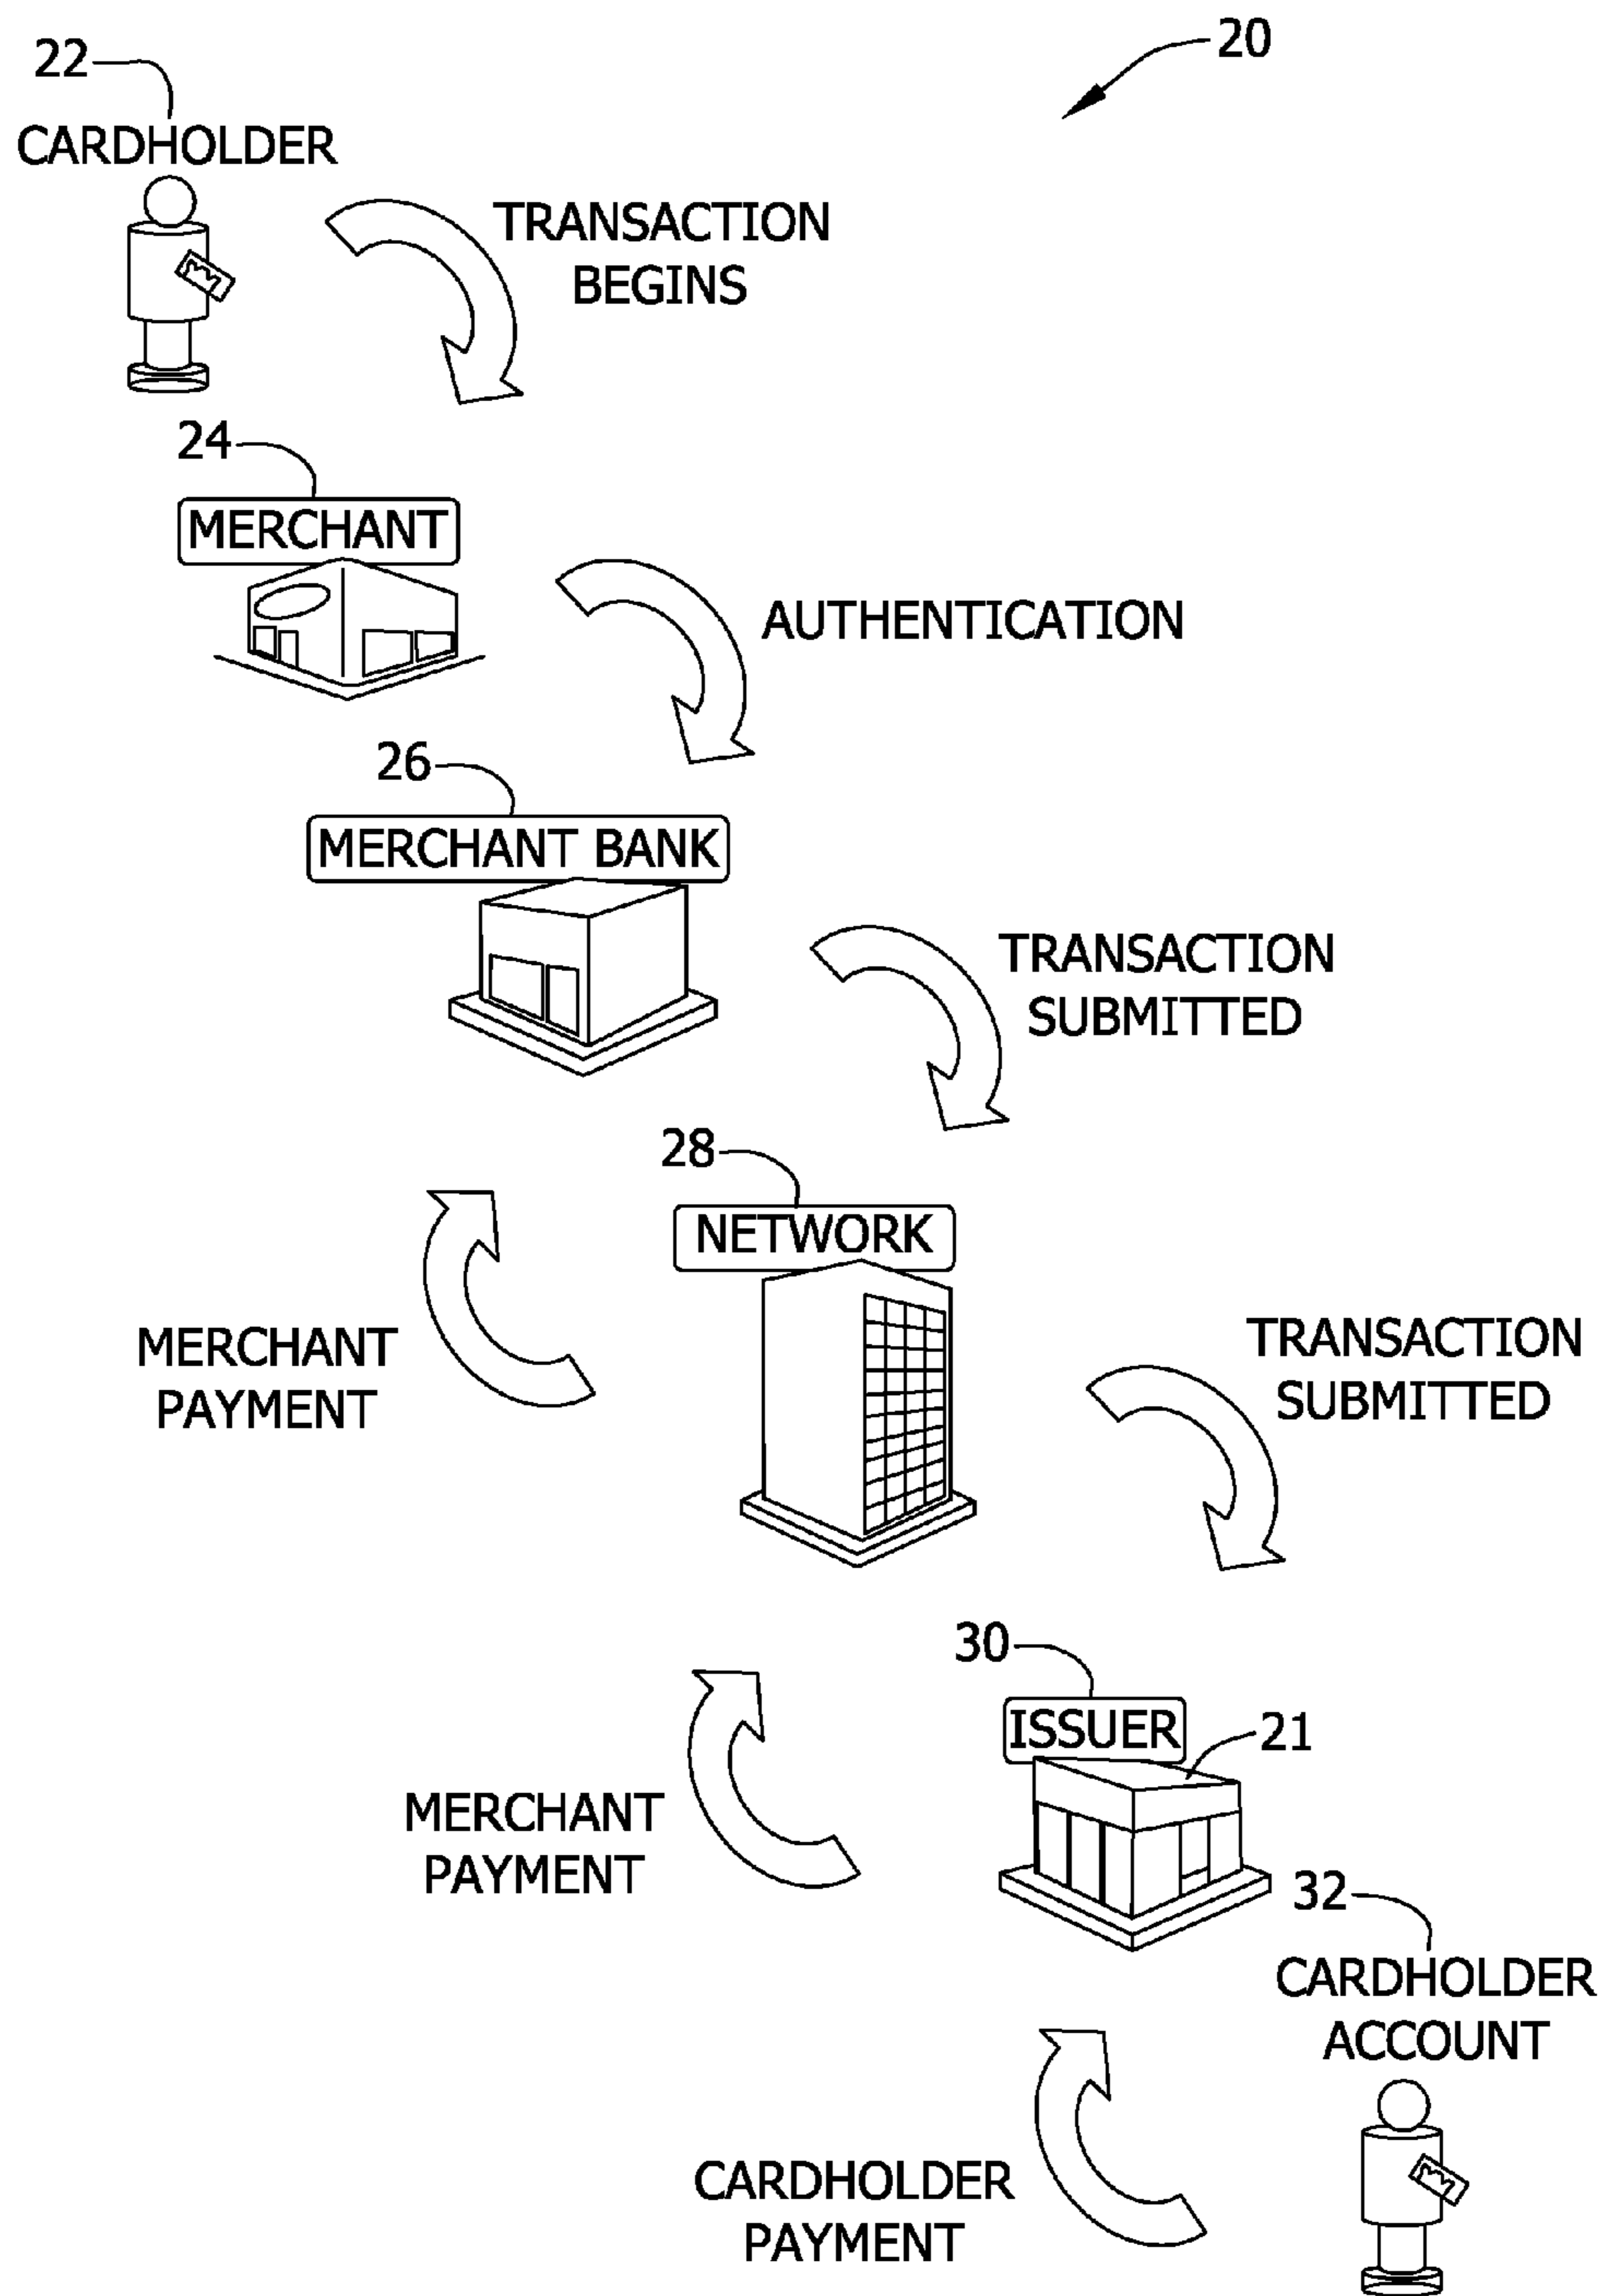 20
22
CARDHOLDER
TRANSACTION
BEGINS
24
MERCHANT
AUTHENTICATION
26
MERCHANT BANK
TRANSACTION
SUBMITTED
28
NETWORK
MERCHANT
PAYMENT
TRANSACTION
SUBMITTED
30
ISSUER
21
MERCHANT
PAYMENT
32
CARDHOLDER
ACCOUNT
CARDHOLDER
PAYMENT